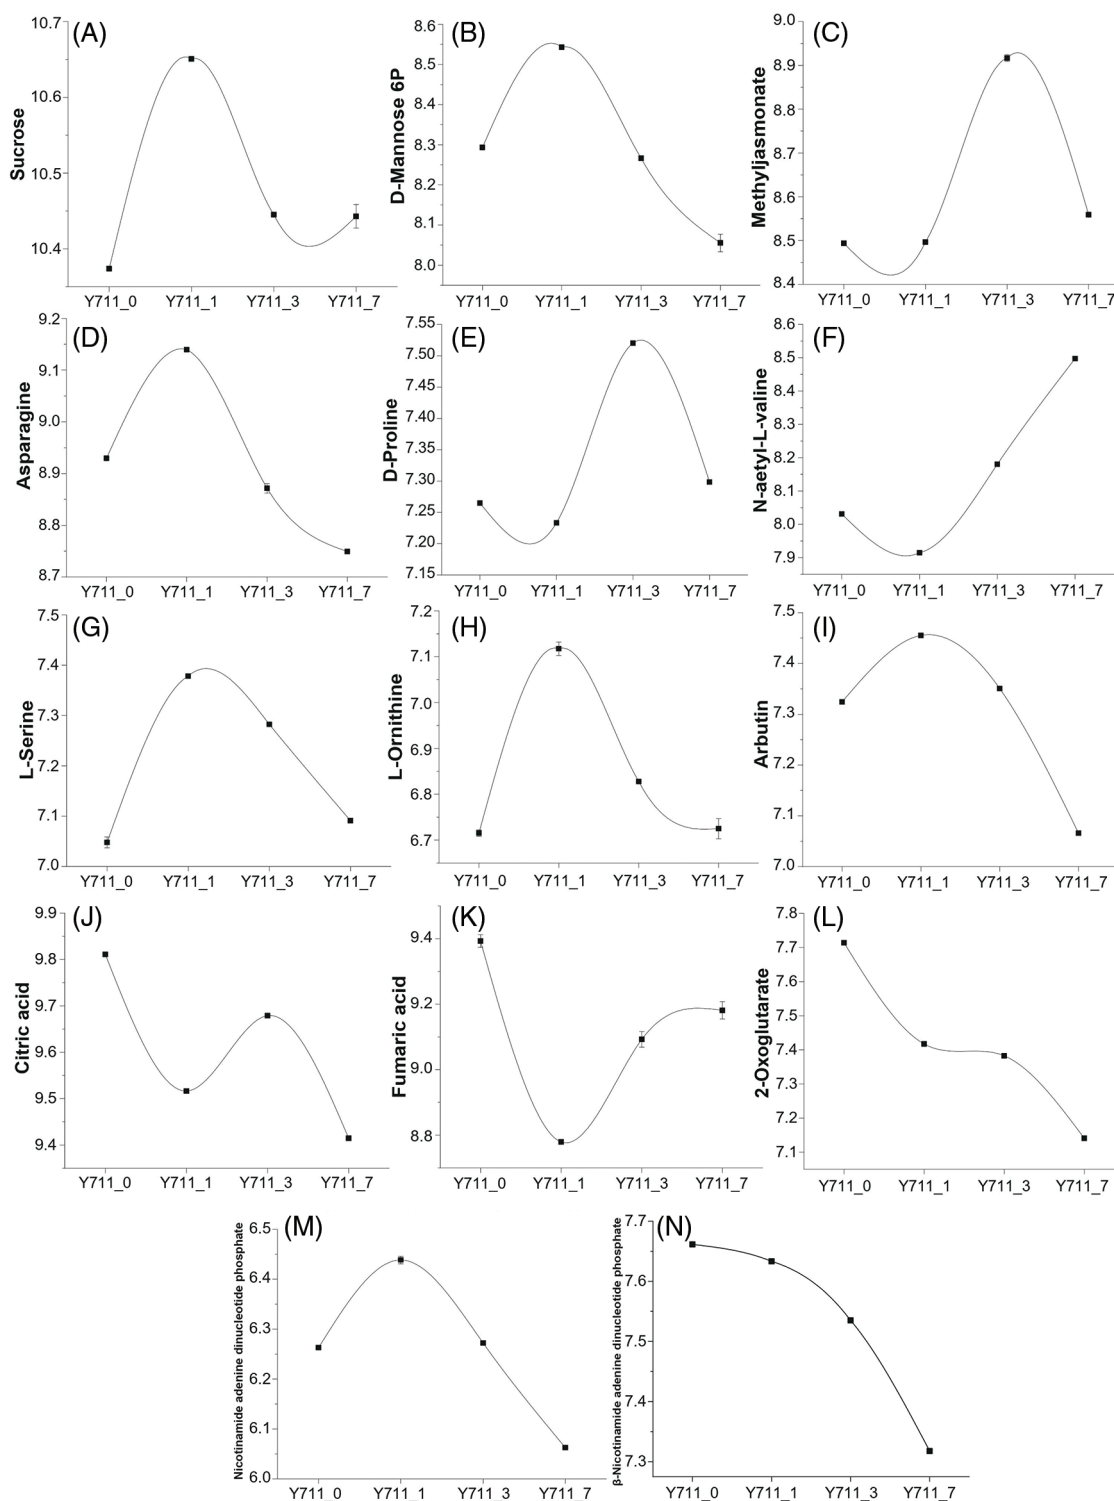 (A)
Sucrose
10.7
10.6
10.5
10.4
Y711_0 Y711_1 Y711_3 Y711_7
(B)
D-Mannose 6P
8.6
8.5
8.4
8.3
8.2
8.1
8.0
Y711_0 Y711_1 Y711_3 Y711_7
(C)
Methyljasmonate
9.0
8.9
8.8
8.7
8.6
8.5
8.4
Y711_0 Y711_1 Y711_3 Y711_7
(D)
Asparagine
9.2
9.1
9.0
8.9
8.8
8.7
Y711_0 Y711_1 Y711_3 Y711_7
(E)
D-Proline
7.55
7.50
7.45
7.40
7.35
7.30
7.25
7.20
7.15
Y711_0 Y711_1 Y711_3 Y711_7
(F)
N-aetyl-L-valine
8.6
8.5
8.4
8.3
8.2
8.1
8.0
7.9
Y711_0 Y711_1 Y711_3 Y711_7
(G)
L-Serine
7.5
7.4
7.3
7.2
7.1
7.0
Y711_0 Y711_1 Y711_3 Y711_7
(H)
L-Ornithine
7.2
7.1
7.0
6.9
6.8
6.7
Y711_0 Y711_1 Y711_3 Y711_7
(I)
Arbutin
7.5
7.4
7.3
7.2
7.1
7.0
Y711_0 Y711_1 Y711_3 Y711_7
(J)
Citric acid
9.9
9.8
9.7
9.6
9.5
9.4
Y711_0 Y711_1 Y711_3 Y711_7
(K)
Fumaric acid
9.4
9.2
9.0
8.8
Y711_0 Y711_1 Y711_3 Y711_7
(L)
2-Oxoglutarate
7.8
7.7
7.6
7.5
7.4
7.3
7.2
7.1
Y711_0 Y711_1 Y711_3 Y711_7
(M)
Nicotinamide adenine dinucleotide phosphate
6.5
6.4
6.3
6.2
6.1
6.0
Y711_0 Y711_1 Y711_3 Y711_7
(N)
β-Nicotinamide adenine dinucleotide phosphate
7.7
7.6
7.5
7.4
7.3
Y711_0 Y711_1 Y711_3 Y711_7